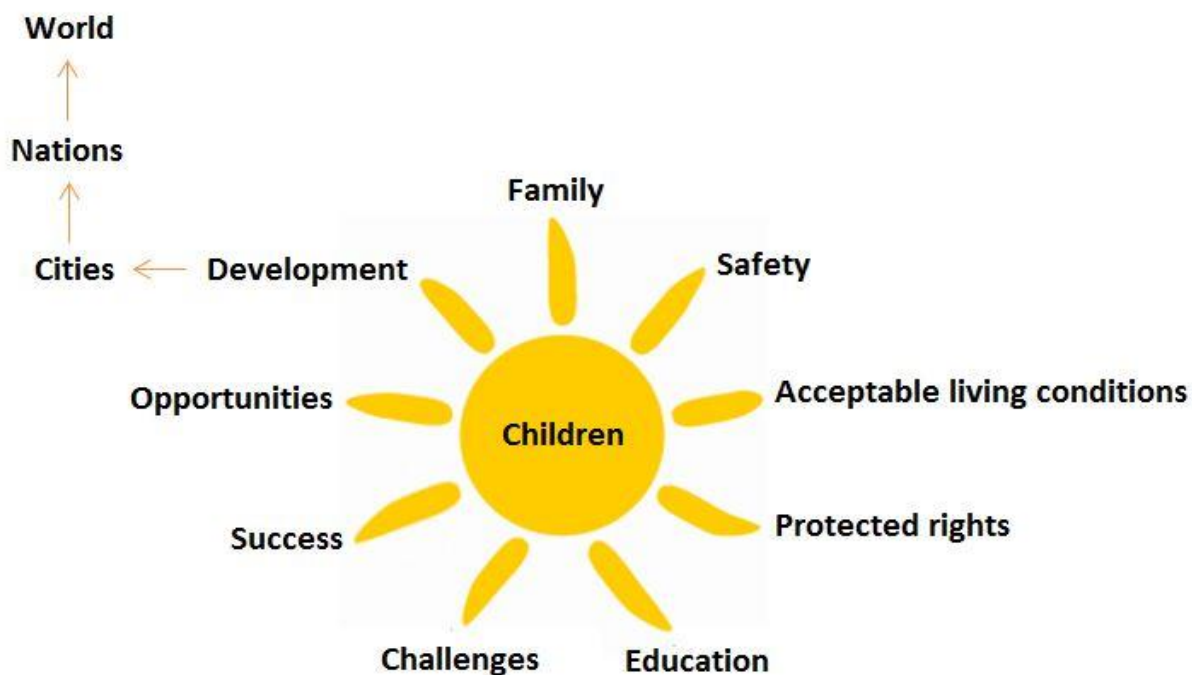 World
Nations
Family
Safety
Cities
Development
Opportunities
Acceptable living conditions
Children
Protected rights
Success
Challenges
Education